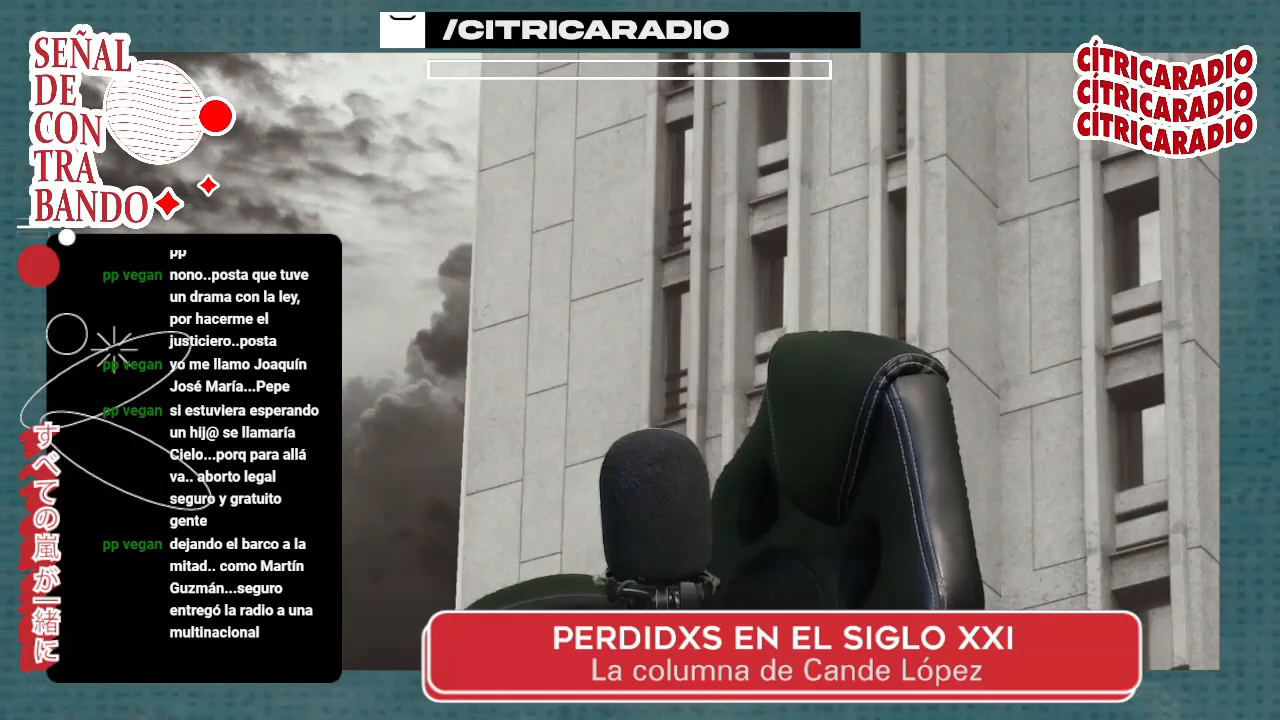 /CITRICARADIO
SEÑAL
DE
CON
TRA
BANDO
CÍTRICARADIO
CÍTRICARADIO
CÍTRICARADIO
pp
pp vegan nono..posta que tuve
un drama con la ley,
por hacerme el
justiciero..posta
pp vegan yo me llamo Joaquín
José María...Pepe
pp vegan si estuviera esperando
un hij@ se llamaría
Cielo...porq para allá
va.. aborto legal
seguro y gratuito
gente
pp vegan dejando el barco a la
mitad.. como Martín
Guzmán...seguro
entregó la radio a una
multinacional
すべての嵐が一緒に
PERDIDXS EN EL SIGLO XXI
La columna de Cande López